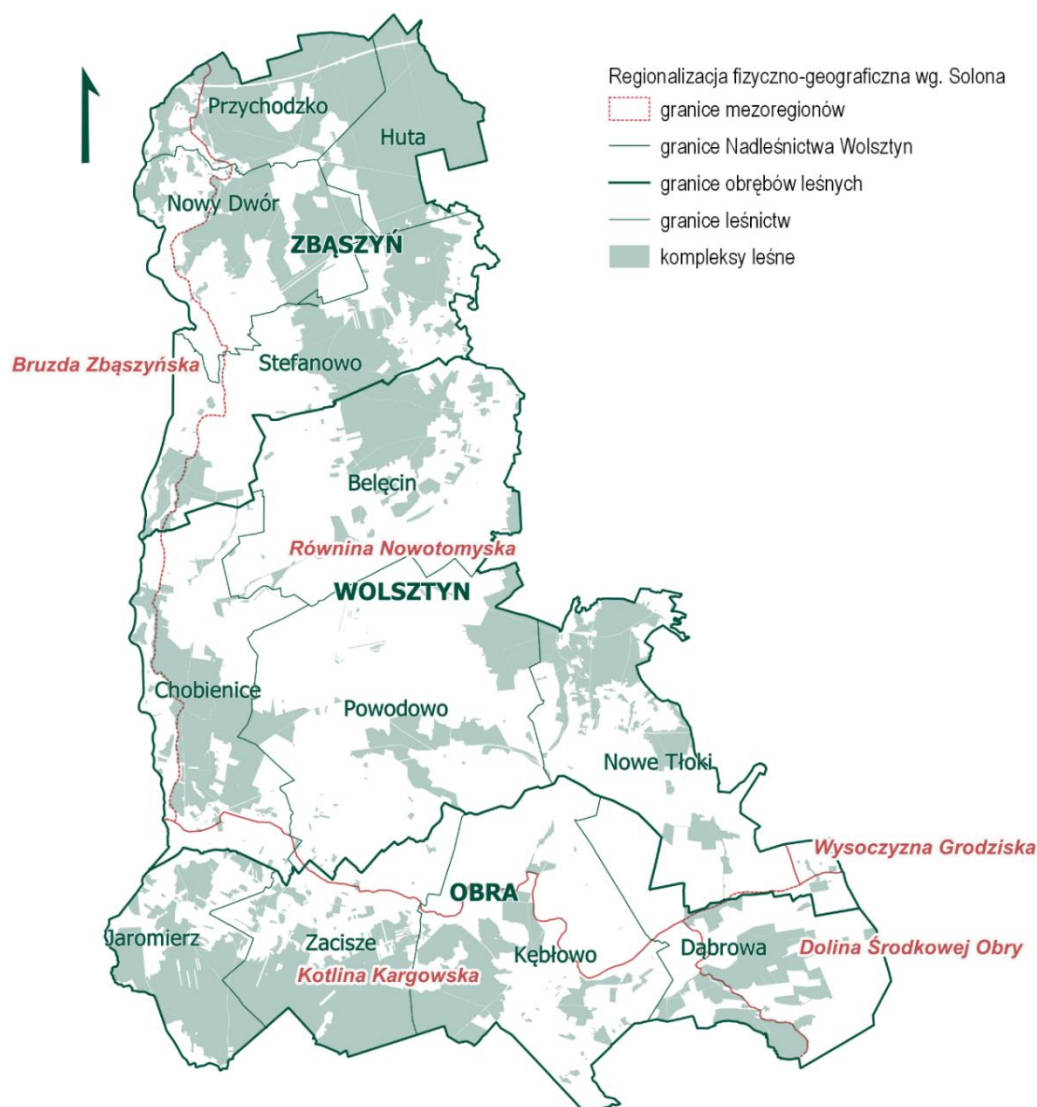 Regionalizacja fizyczno-geograficzna wg. Solona
granice mezoregionów
granice Nadleśnictwa Wolsztyn
granice obrębów leśnych
granice leśnictw
kompleksy leśne
Przychodzko
Huta
Nowy Dwór
ZBĄSZYŃ
Bruzda Zbąszyńska
Stefanowo
Belęcin
Równina Nowotomyska
WOLSZTYN
Chobienice
Powodowo
Nowe Tłoki
Wysoczyzna Grodziska
OBRA
Jaromierz
Zacisze
Kębłowo
Dąbrowa
Dolina Środkowej Obry
Kotlina Kargowska